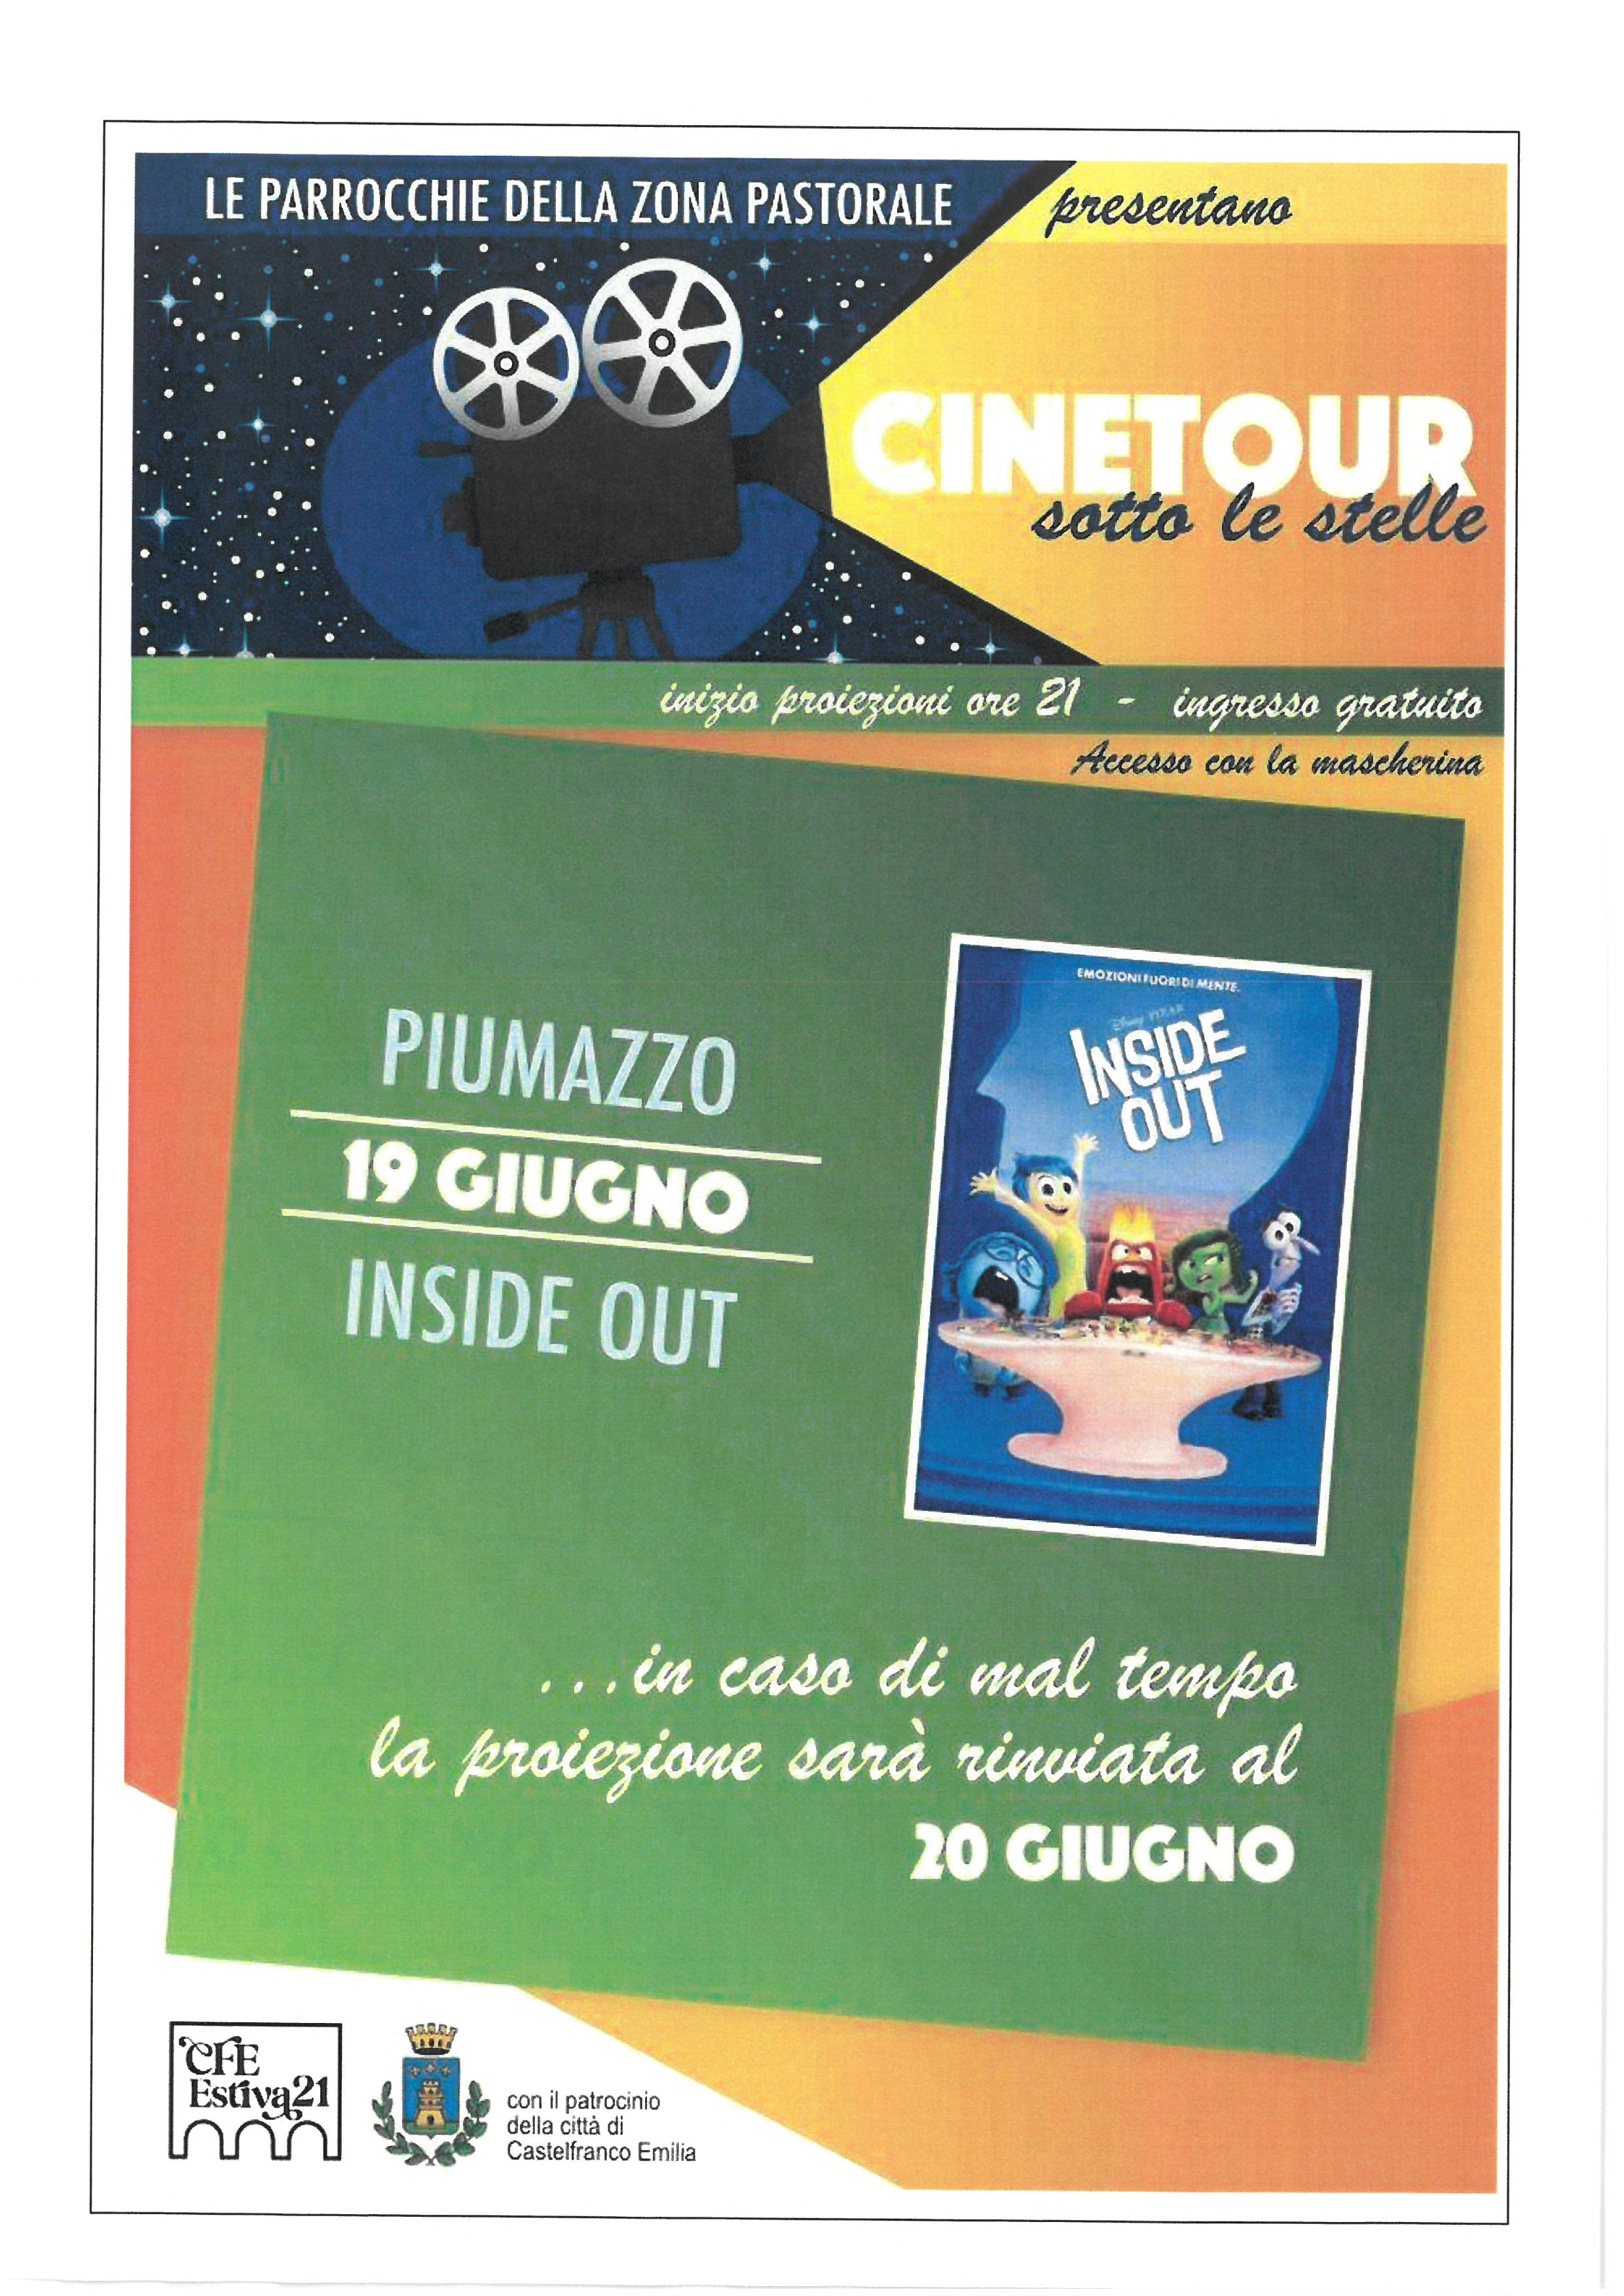 LE PARROCCHIE DELLA ZONA PASTORALE presentano
CINETOUR
sotto le stelle
inizio proiezioni ore 21 - ingresso gratuito
Accesso con la mascherina
EMOZIONI FUORI DI MENTE.
Disney PIXAR
INSIDE
OUT
PIUMAZZO
19 GIUGNO
INSIDE OUT
...in caso di mal tempo
la proiezione sarà rinviata al
20 GIUGNO
CFE
Estiva21
con il patrocinio
della città di
Castelfranco Emilia